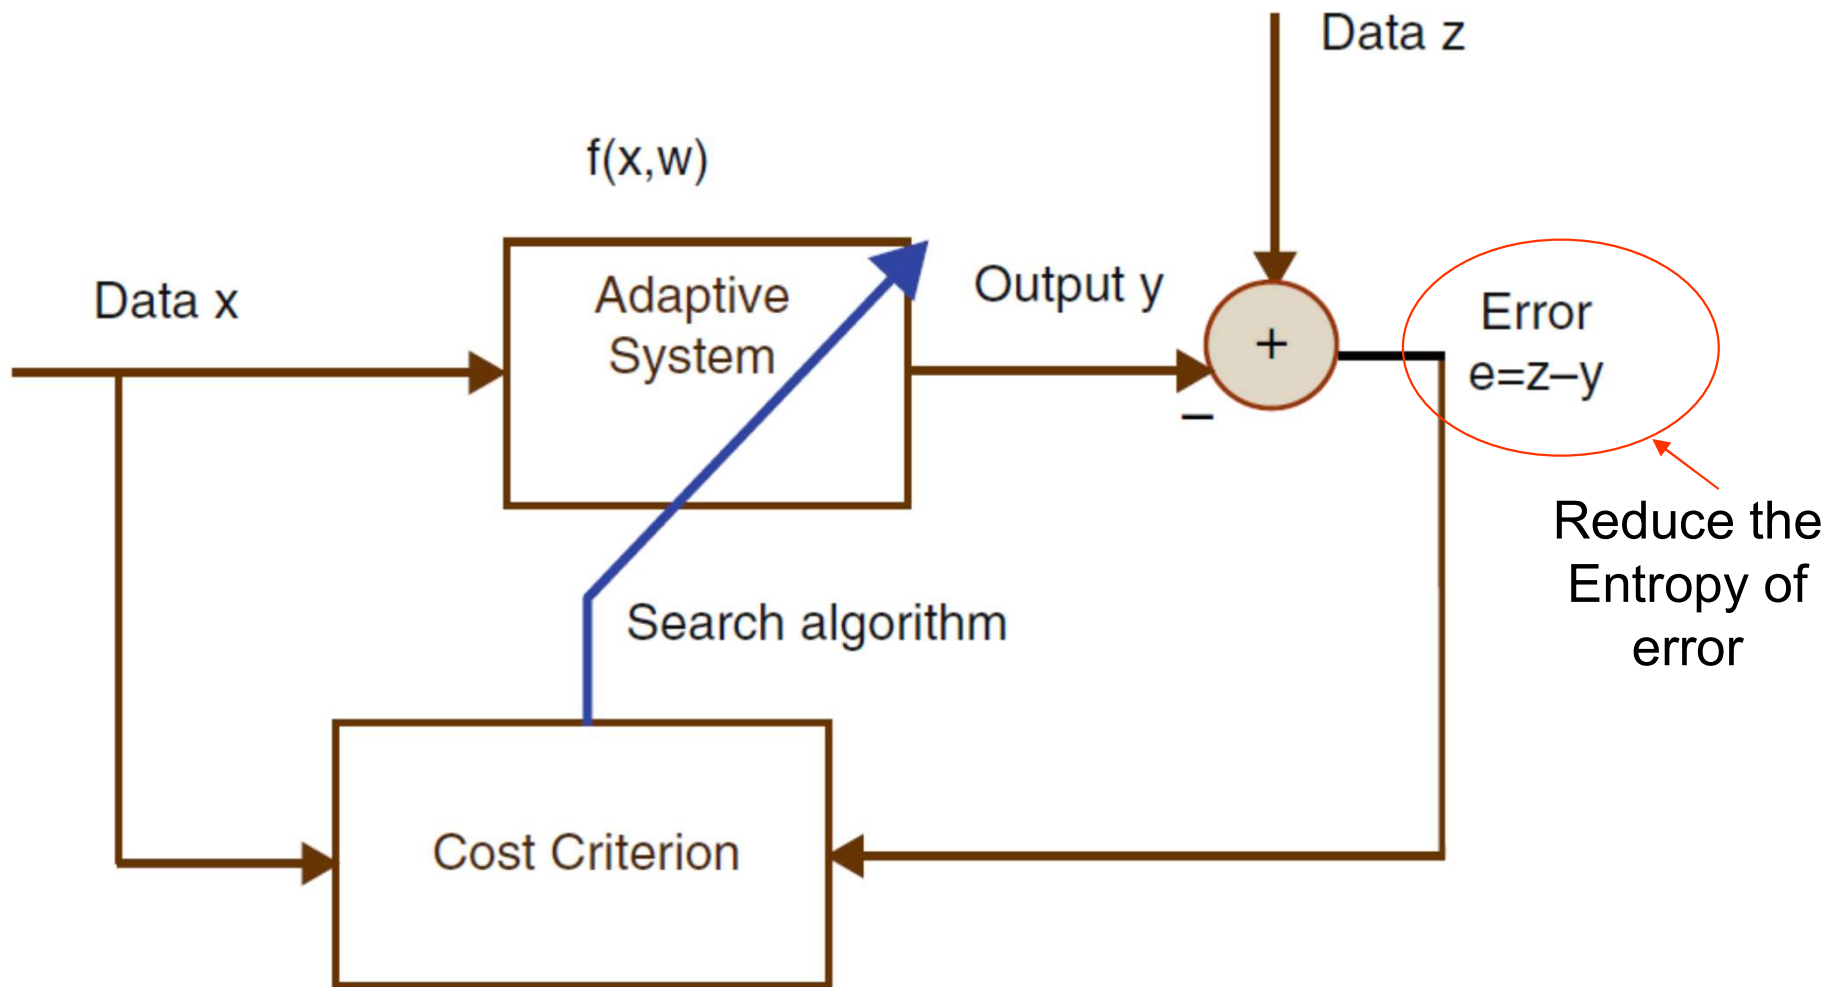 Data z
f(x,w)
Data x
Adaptive
System
Output y
+
–
Error
e=z–y
Reduce the
Entropy of
error
Search algorithm
Cost Criterion